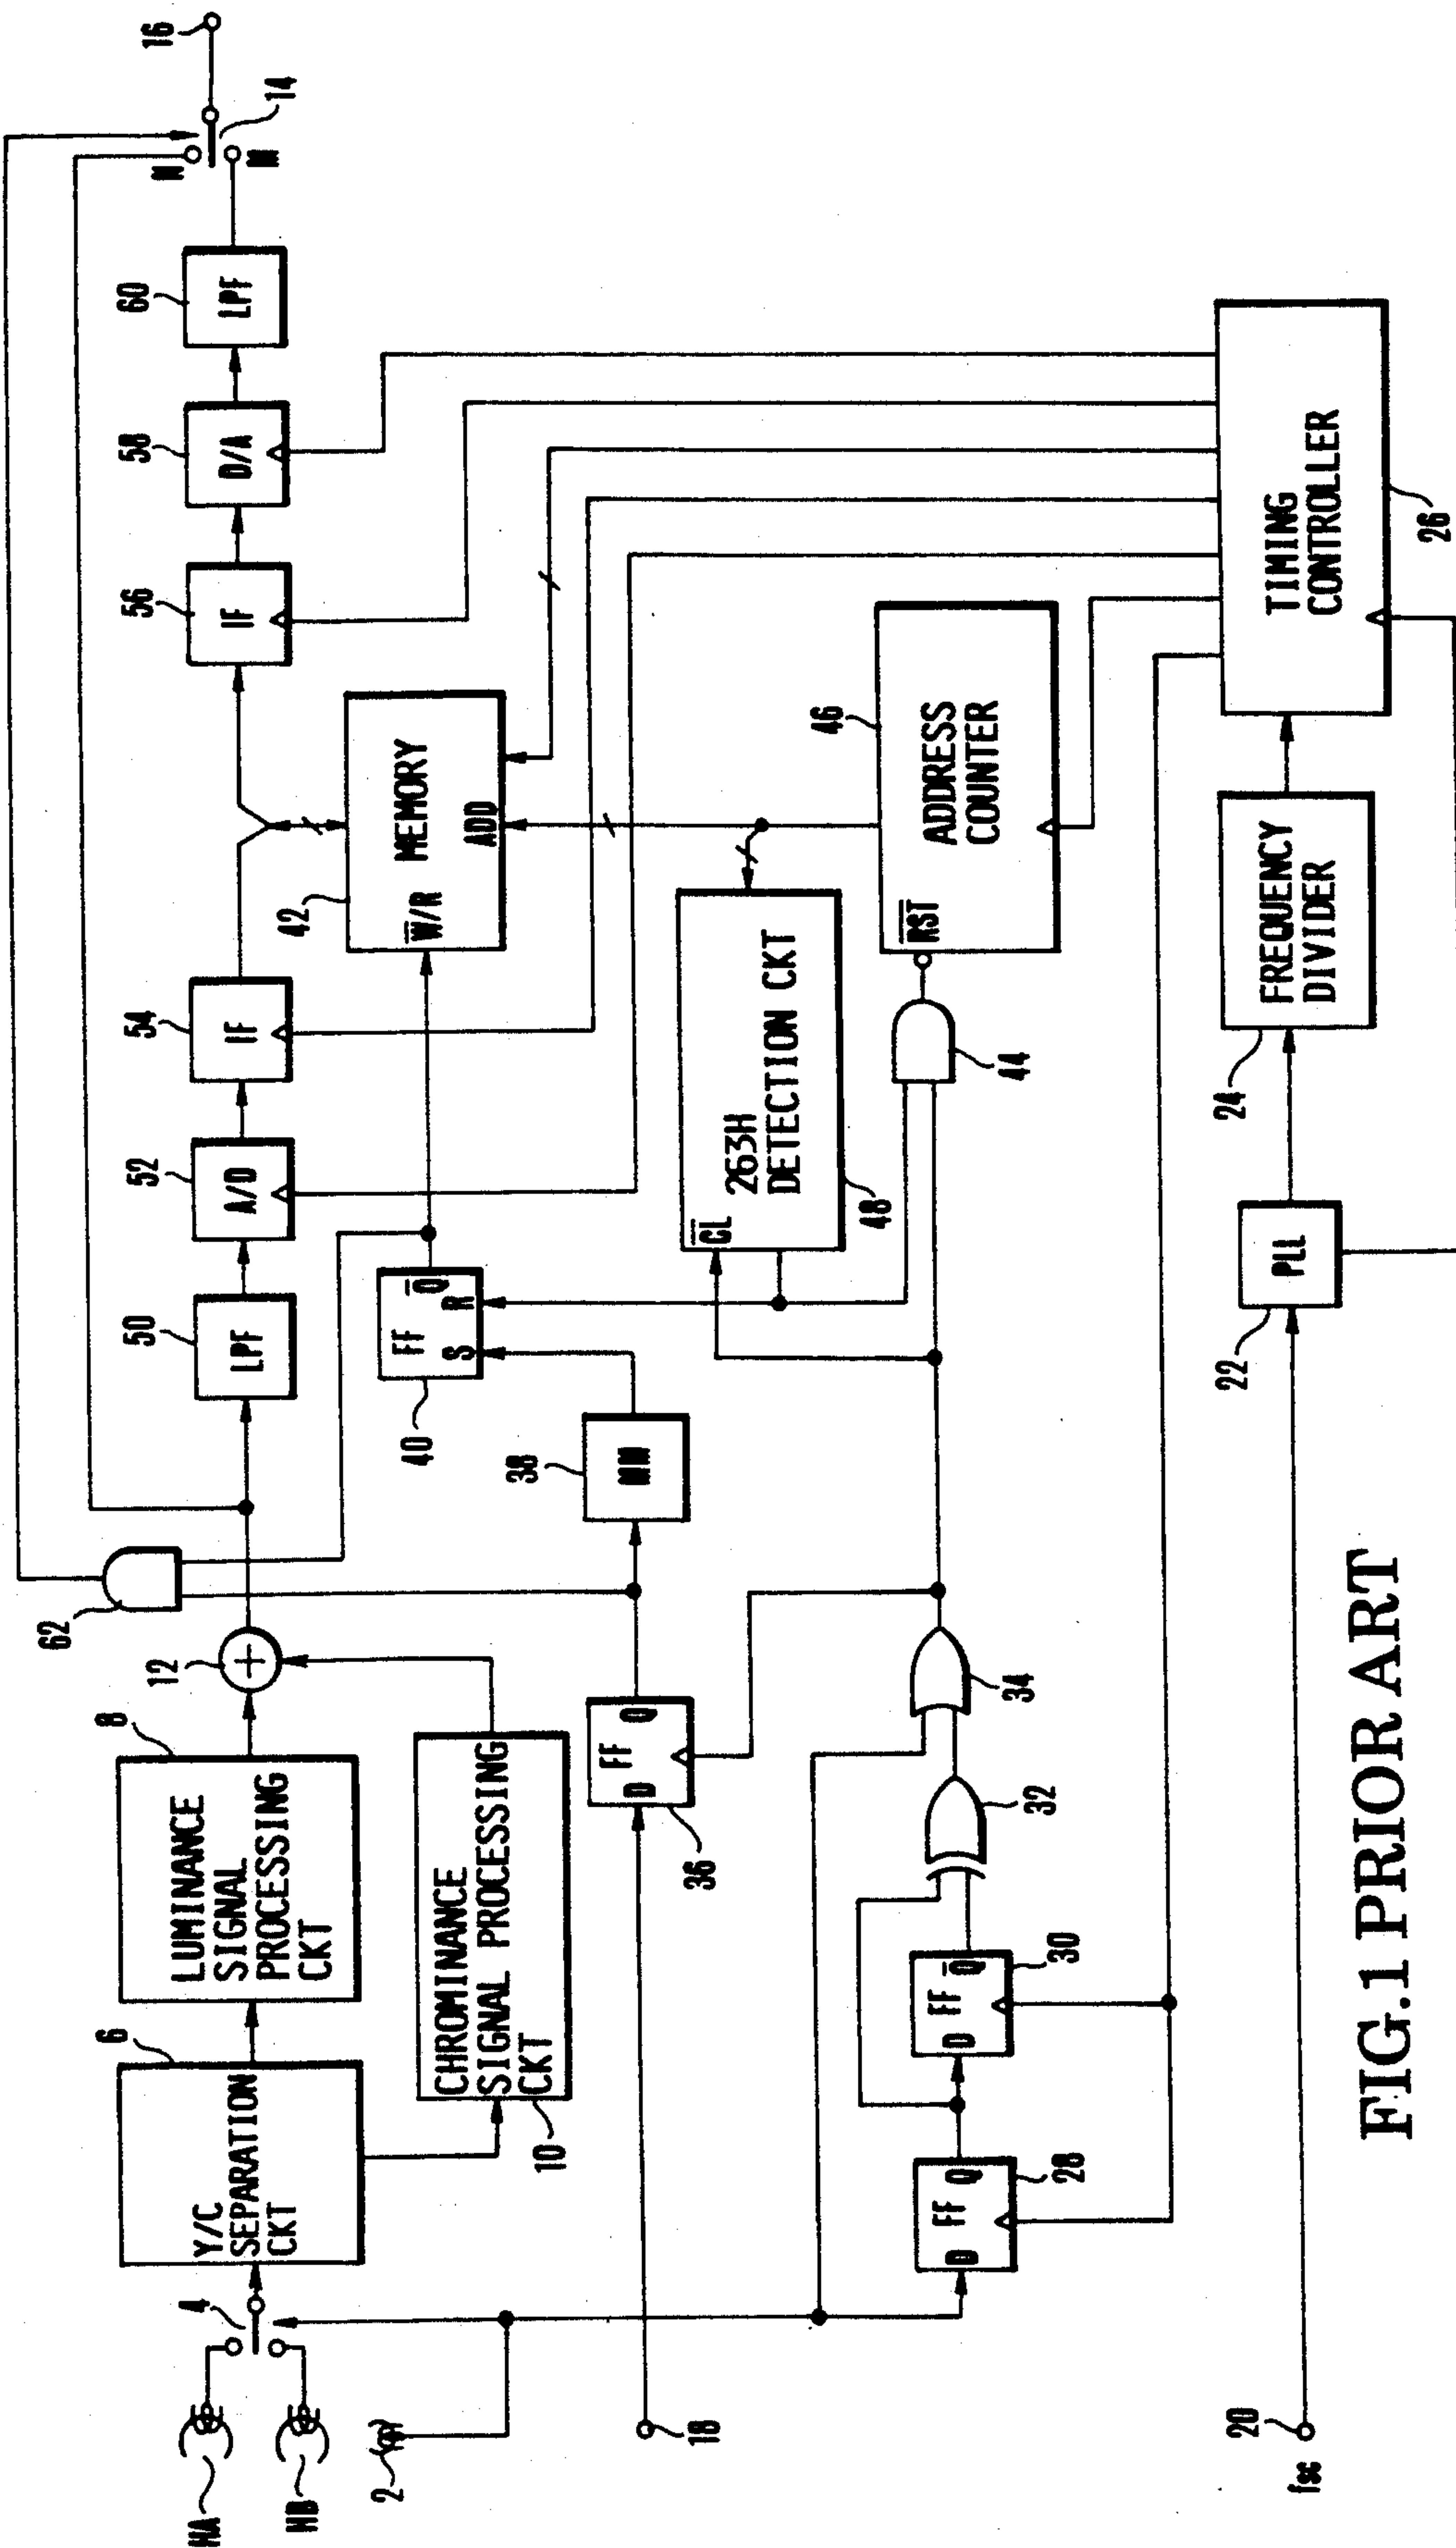 HA
HB
2
4
6
Y/C
SEPARATION
CKT
8
LUMINANCE
SIGNAL
PROCESSING
CKT
CHROMINANCE
SIGNAL PROCESSING
CKT
10
12
62
50
LPF
52
A/D
54
IF
56
IF
58
D/A
60
LPF
N
M
14
16
42
MEMORY
W̅/R
ADD
FF
S
R
Q̅
40
38
MM
18
D
FF
Q
36
263H
DETECTION CKT
C̅L̅
48
46
ADDRESS
COUNTER
R̅S̅T̅
44
34
32
D
FF
Q
28
D
FF
Q̅
30
fsc
20
22
PLL
24
FREQUENCY
DIVIDER
TIMING
CONTROLLER
26
FIG.1 PRIOR ART